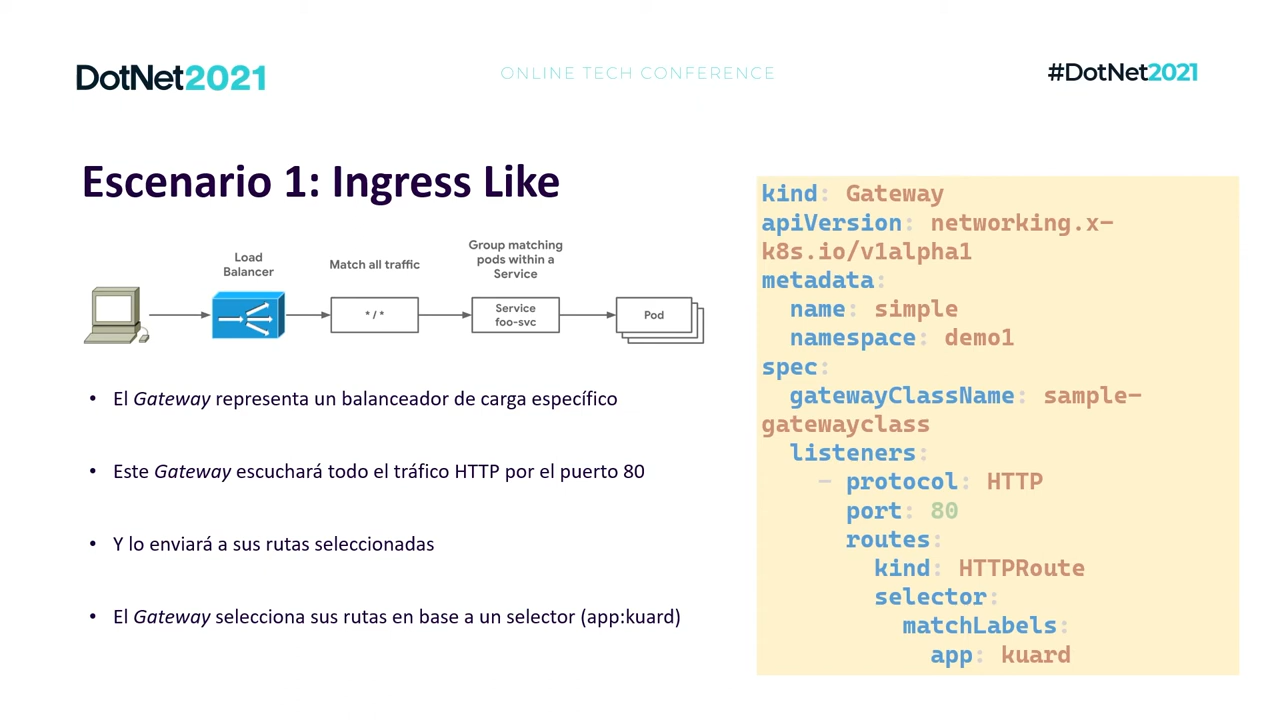 DotNet2021
ONLINE TECH CONFERENCE
#DotNet2021
Escenario 1: Ingress Like
Load
Balancer
Match all traffic
Group matching
pods within a
Service
* / *
Service
foo-svc
Pod
• El Gateway representa un balanceador de carga específico
• Este Gateway escuchará todo el tráfico HTTP por el puerto 80
• Y lo enviará a sus rutas seleccionadas
• El Gateway selecciona sus rutas en base a un selector (app:kuard)
kind: Gateway
apiVersion: networking.x-
k8s.io/v1alpha1
metadata:
  name: simple
  namespace: demo1
spec:
  gatewayClassName: sample-
gatewayclass
  listeners:
    - protocol: HTTP
      port: 80
      routes:
        kind: HTTPRoute
        selector:
          matchLabels:
            app: kuard